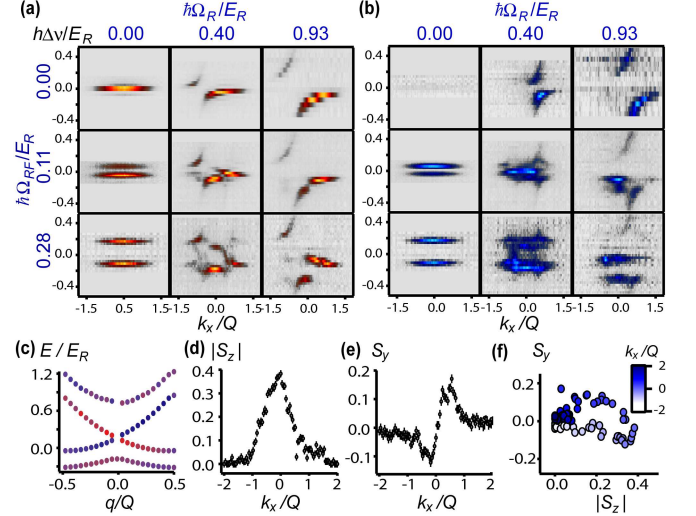 (a) ħΩR/ER (b) ħΩR/ER
hΔν/ER 0.00 0.40 0.93 0.00 0.40 0.93
0.4
0.00 0.0
-0.4
0.4
ħΩRF/ER 0.11 0.0
-0.4
0.4
0.28 0.0
-0.4
-1.5 0.5 1.5 -1.5 0.0 1.5 -1.5 0.0 1.5 -1.5 0.0 1.5 -1.5 0.0 1.5 -1.5 0.0 1.5
kx/Q kx/Q
(c) E/ER (d) |Sz| (e) Sy (f) Sy kx/Q
1.2 0.4 0.2 0.2 2
0.8 0.3 0.1 0
0.4 0.2 0.0 0.0 -2
0.0 0.1 -0.1
0.0 -0.2
-0.5 0.0 0.5 -2 -1 0 1 2 -2 -1 0 1 2 0.0 0.2 0.4
q/Q kx/Q kx/Q |Sz|